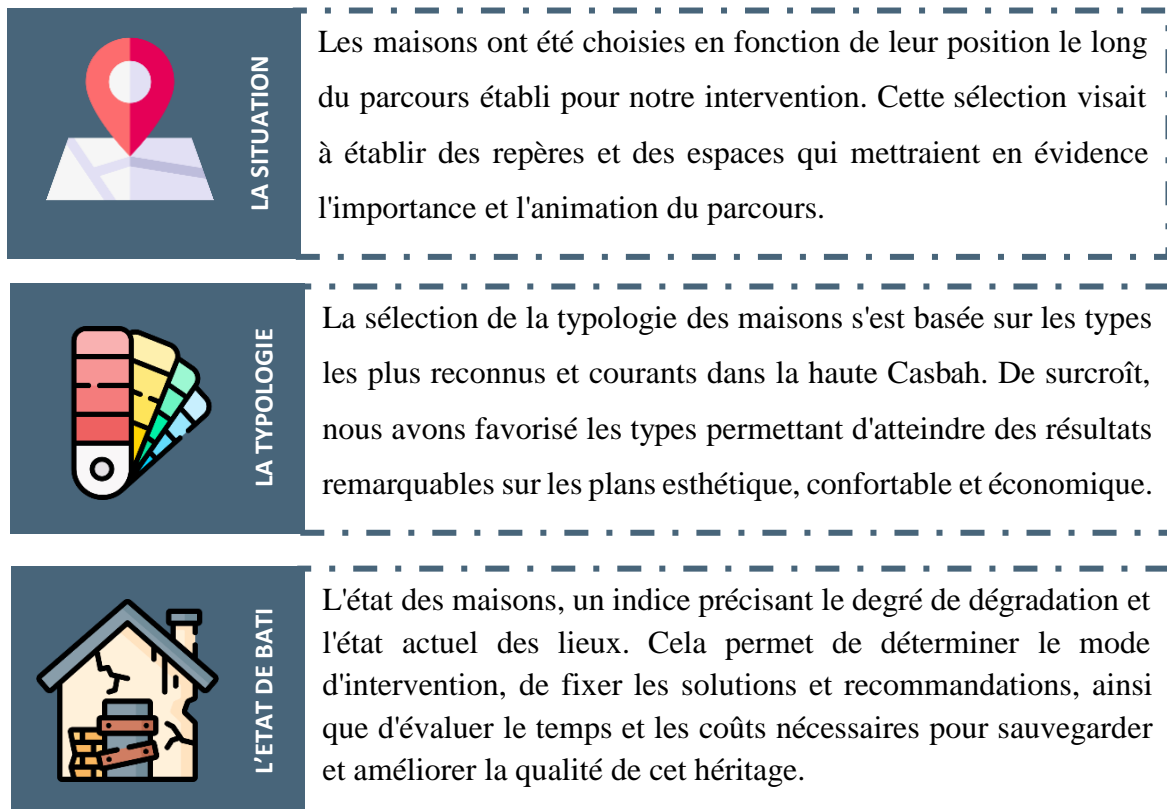 LA SITUATION
Les maisons ont été choisies en fonction de leur position le long
du parcours établi pour notre intervention. Cette sélection visait
à établir des repères et des espaces qui mettraient en évidence
l'importance et l'animation du parcours.
LA TYPOLOGIE
La sélection de la typologie des maisons s'est basée sur les types
les plus reconnus et courants dans la haute Casbah. De surcroît,
nous avons favorisé les types permettant d'atteindre des résultats
remarquables sur les plans esthétique, confortable et économique.
L'ETAT DE BATI
L'état des maisons, un indice précisant le degré de dégradation et
l'état actuel des lieux. Cela permet de déterminer le mode
d'intervention, de fixer les solutions et recommandations, ainsi
que d'évaluer le temps et les coûts nécessaires pour sauvegarder
et améliorer la qualité de cet héritage.